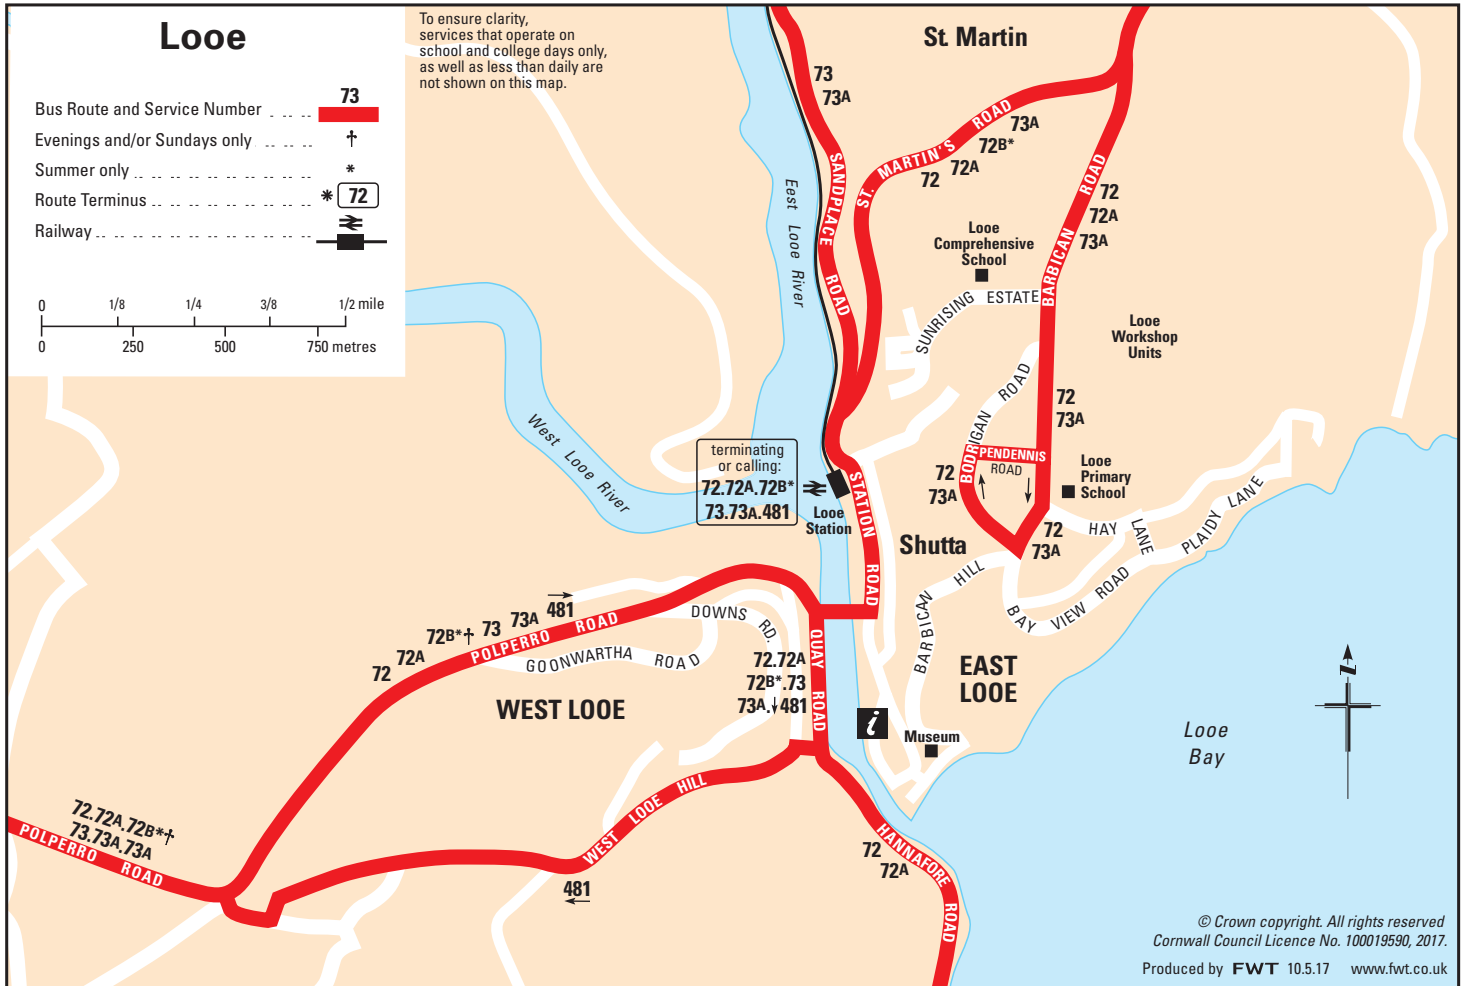 Looe
Bus Route and Service Number
73
Evenings and/or Sundays only
†
Summer only
*
Route Terminus
* 72
Railway
0 1/8 1/4 3/8 1/2 mile
0 250 500 750 metres
To ensure clarity,
services that operate on
school and college days only,
as well as less than daily are
not shown on this map.
St. Martin
73
73A
SANDPLACE ROAD
ST. MARTIN'S ROAD
73A
72B*
72A
72
East Looe River
BARBICAN ROAD
72
72A
73A
Looe
Comprehensive
School
SUNRISING ESTATE
Looe
Workshop
Units
72
73A
BODRIGAN ROAD
PENDENNIS
ROAD
72
73A
Looe
Primary
School
West Looe River
terminating
or calling:
72.72A.72B*
73.73A.481
Looe
Station
STATION ROAD
Shutta
72
73A
HAY LANE
PLAIDY LANE
BAY VIEW ROAD
BARBICAN HILL
481
73A
73
72B*†
72A
72
POLPERRO ROAD
DOWNS RD.
GOONWARTHA ROAD
WEST LOOE
72.72A
72B*.73
73A.↓481
QUAY ROAD
EAST
LOOE
i
Museum
Looe
Bay
WEST LOOE HILL
72.72A.72B*†
73.73A.73A
POLPERRO ROAD
481
HANNAFORE ROAD
72
72A
© Crown copyright. All rights reserved
Cornwall Council Licence No. 100019590, 2017.
Produced by FWT 10.5.17 www.fwt.co.uk